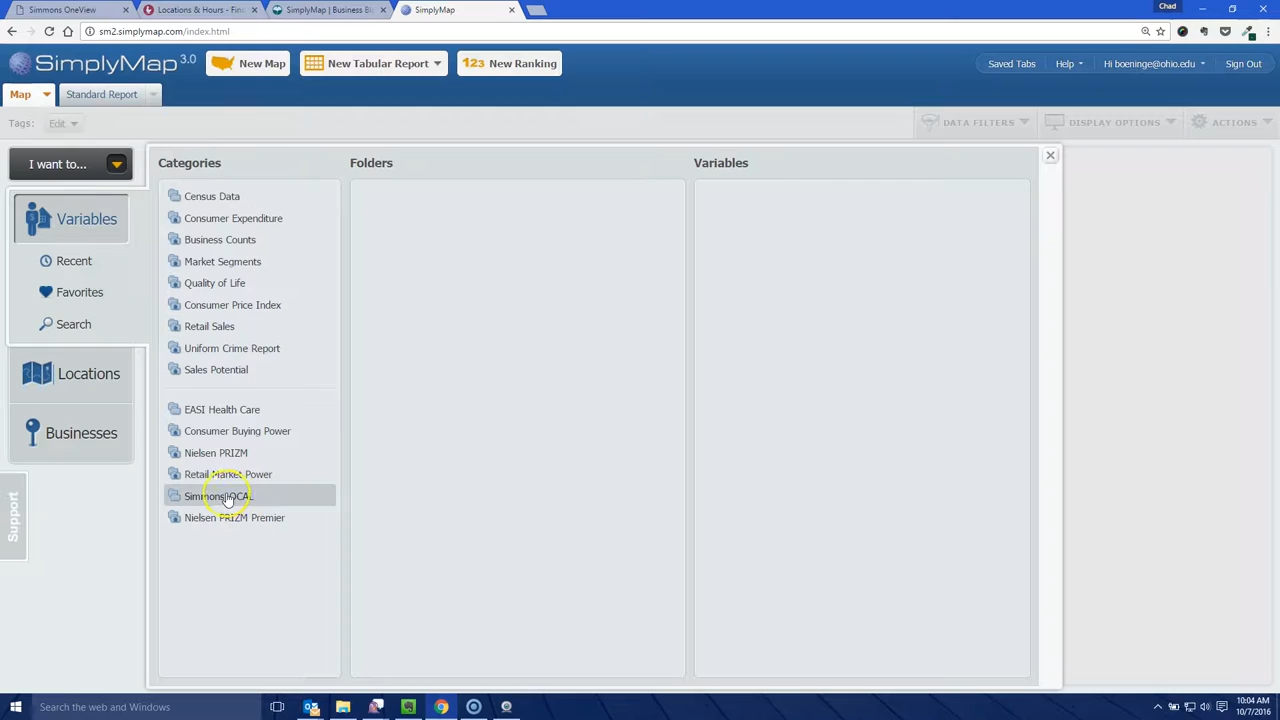 Simmons OneView
Locations & Hours - Fin
SimplyMap | Business Bl
SimplyMap
Chad
sm2.simplymap.com/index.html
SimplyMap 3.0
New Map
New Tabular Report
123 New Ranking
Saved Tabs
Help
Hi boeninge@ohio.edu
Sign Out
Map
Standard Report
Tags: Edit
DATA FILTERS
DISPLAY OPTIONS
ACTIONS
I want to...
Variables
Recent
Favorites
Search
Locations
Businesses
Support
Categories
Census Data
Consumer Expenditure
Business Counts
Market Segments
Quality of Life
Consumer Price Index
Retail Sales
Uniform Crime Report
Sales Potential
EASI Health Care
Consumer Buying Power
Nielsen PRIZM
Retail Market Power
SimmonsLOCAL
Nielsen PRIZM Premier
Folders
Variables
Search the web and Windows
10:04 AM
10/7/2016